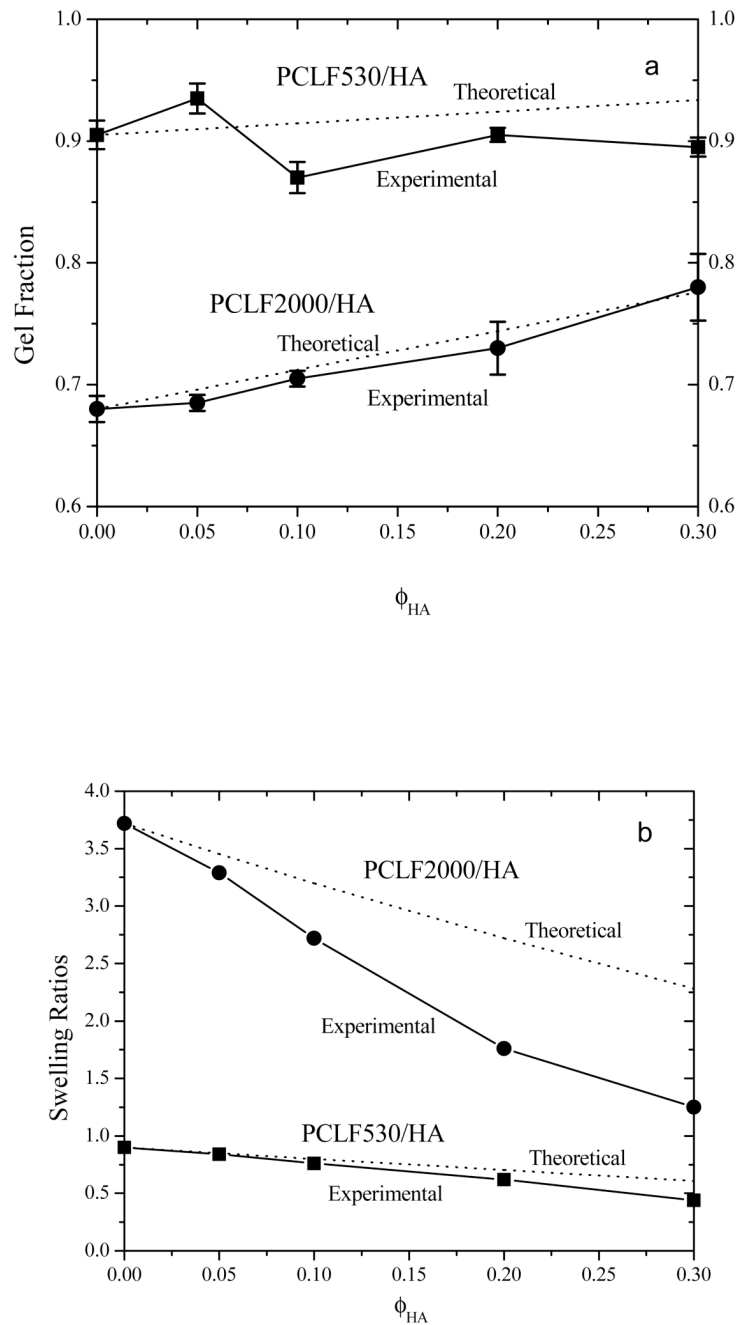 1.0 1.0
a
PCLF530/HA
Theoretical
0.9 0.9
Experimental
0.8 0.8
PCLF2000/HA
Theoretical
Gel Fraction
0.7 0.7
Experimental
0.6 0.6
0.00 0.05 0.10 0.15 0.20 0.25 0.30
ϕHA
4.0
b
3.5
PCLF2000/HA
3.0
Theoretical
2.5
Swelling Ratios
2.0
Experimental
1.5
1.0
PCLF530/HA
Theoretical
0.5
Experimental
0.0
0.00 0.05 0.10 0.15 0.20 0.25 0.30
ϕHA